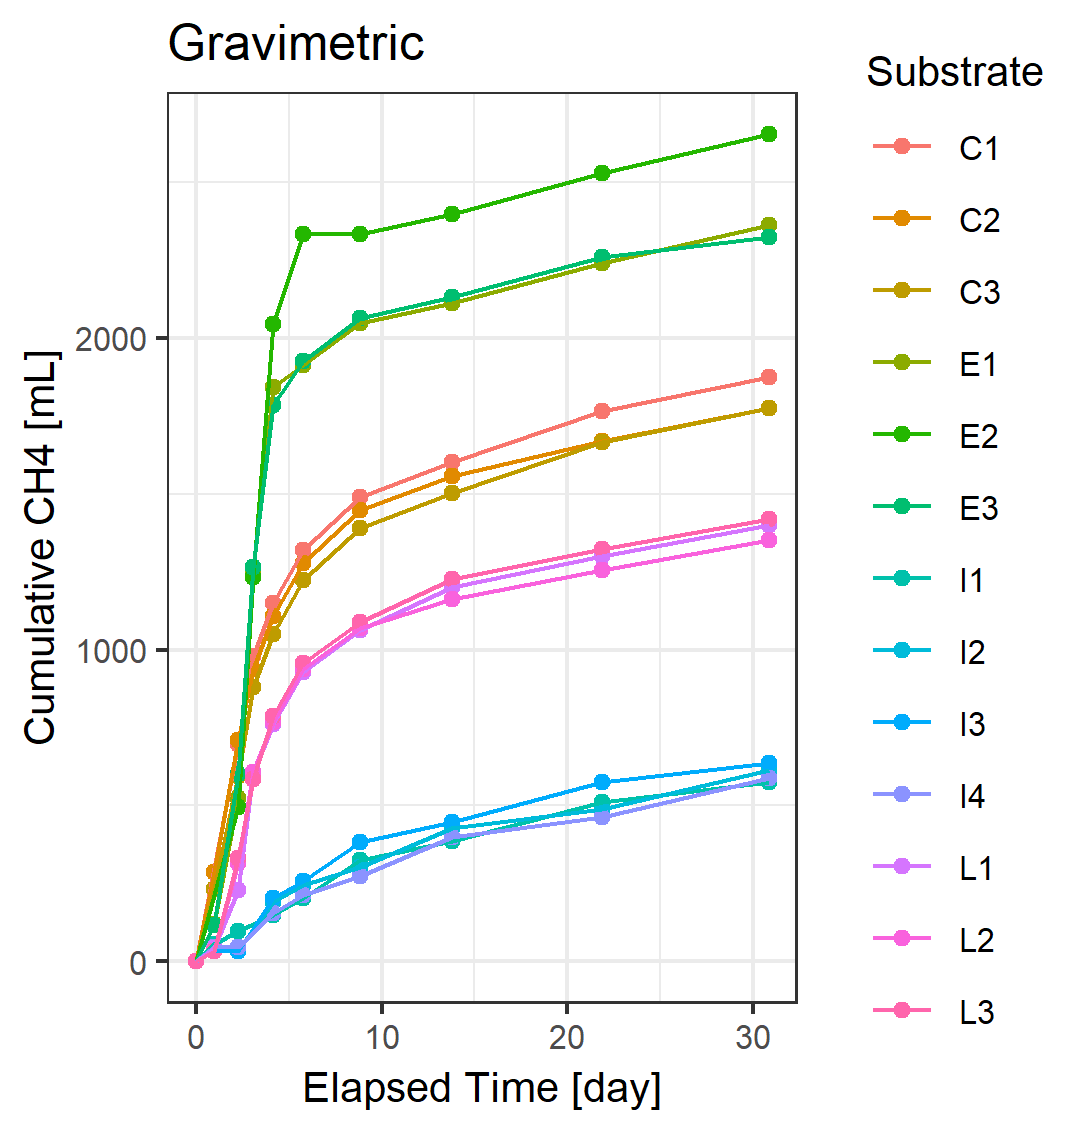 Gravimetric
Substrate
C1
C2
C3
E1
E2
E3
I1
I2
I3
I4
L1
L2
L3
Cumulative CH4 [mL]
2000
1000
0
0 10 20 30
Elapsed Time [day]